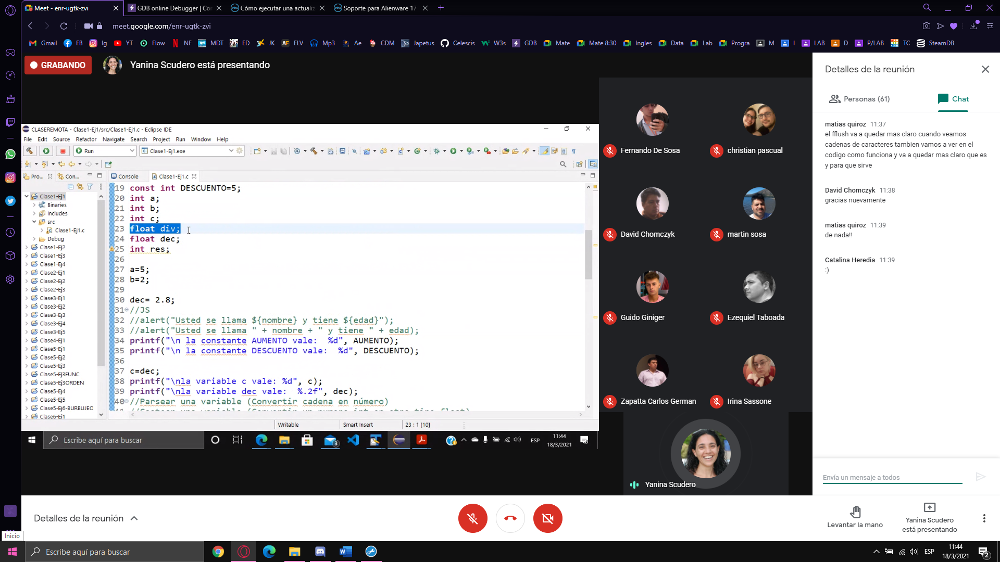 Meet - enr-ugtk-zvi
GDB online Debugger | Co
Cómo ejecutar una actualiz
Soporte para Alienware 17
meet.google.com/enr-ugtk-zvi
Gmail FB Ig YT Flow NF MDT ED JK FLV Mp3 Ae CDM Japetus Celescis W3s GDB Mate Mate 8:30 Ingles Data Lab Progra M I LAB D P/LAB TC SteamDB
GRABANDO
Yanina Scudero está presentando
CLASEREMOTA - Clase1-Ej1/src/Clase1-Ej1.c - Eclipse IDE
File Edit Source Refactor Navigate Search Project Run Window Help
Run
Clase1-Ej1.exe
Pro...
Con...
Console
Clase1-Ej1.c
Clase1-Ej1
Binaries
Includes
src
Clase1-Ej1.c
Debug
Clase1-Ej2
Clase1-Ej3
Clase1-Ej4
Clase2-Ej1
Clase2-Ej2
Clase2-Ej3
Clase3-Ej1
Clase3-Ej2
Clase3-Ej3
Clase3-Ej4
Clase3-Ej5
Clase4-Ej1
Clase5-Ej1
Clase5-Ej2
Clase5-Ej3
Clase5-Ej3FUNC
Clase5-Ej3ORDEN
Clase5-Ej4
Clase5-Ej5
Clase5-Ej6-BURBUJEO
Clase6-Ej1
19 const int DESCUENTO=5;
20 int a;
21 int b;
22 int c;
23 float div;
24 float dec;
25 int res;
26
27 a=5;
28 b=2;
29
30 dec= 2.8;
31 //JS
32 //alert("Usted se llama ${nombre} y tiene ${edad}");
33 //alert("Usted se llama " + nombre + " y tiene " + edad);
34 printf("\n la constante AUMENTO vale:  %d", AUMENTO);
35 printf("\n la constante DESCUENTO vale:  %d", DESCUENTO);
36
37 c=dec;
38 printf("\nla variable c vale: %d", c);
39 printf("\nla variable dec vale:  %.2f", dec);
40 //Parsear una variable (Convertir cadena en número)
Writable
Smart Insert
23 : 1 [10]
Escribe aquí para buscar
3
ESP
11:44
18/3/2021
Fernando De Sosa
christian pascual
David Chomczyk
martin sosa
Guido Giniger
Ezequiel Taboada
Zapatta Carlos German
Irina Sassone
Yanina Scudero
Detalles de la reunión
Personas (61)
Chat
matias quiroz 11:37
el fflush va a quedar mas claro cuando veamos
cadenas de caracteres tambien vamos a ver en el
codigo como funciona y va a quedar mas claro que es
y para que sirve
David Chomczyk 11:38
gracias nuevamente
matias quiroz 11:39
de nada!!
Catalina Heredia 11:39
:)
Envía un mensaje a todos
Detalles de la reunión
Levantar la mano
Yanina Scudero
está presentando
Inicio
Escribe aquí para buscar
ESP
11:44
18/3/2021
2